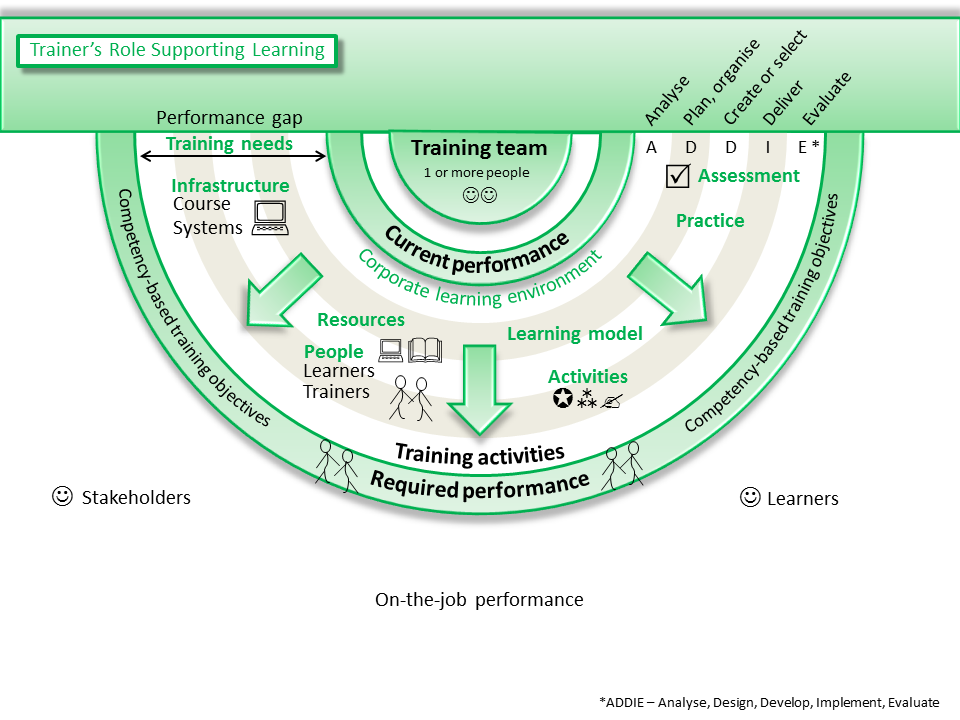 Trainer's Role Supporting Learning
Analyse
Plan, organise
Create or select
Deliver
Evaluate
Performance gap
Training needs
A D D I E *
Training team
1 or more people
Assessment
Infrastructure
Course
Systems
Practice
Current performance
Corporate learning environment
Competency-based training objectives
Competency-based training objectives
Resources
Learning model
People
Learners
Trainers
Activities
Training activities
Required performance
Stakeholders
Learners
On-the-job performance
*ADDIE – Analyse, Design, Develop, Implement, Evaluate